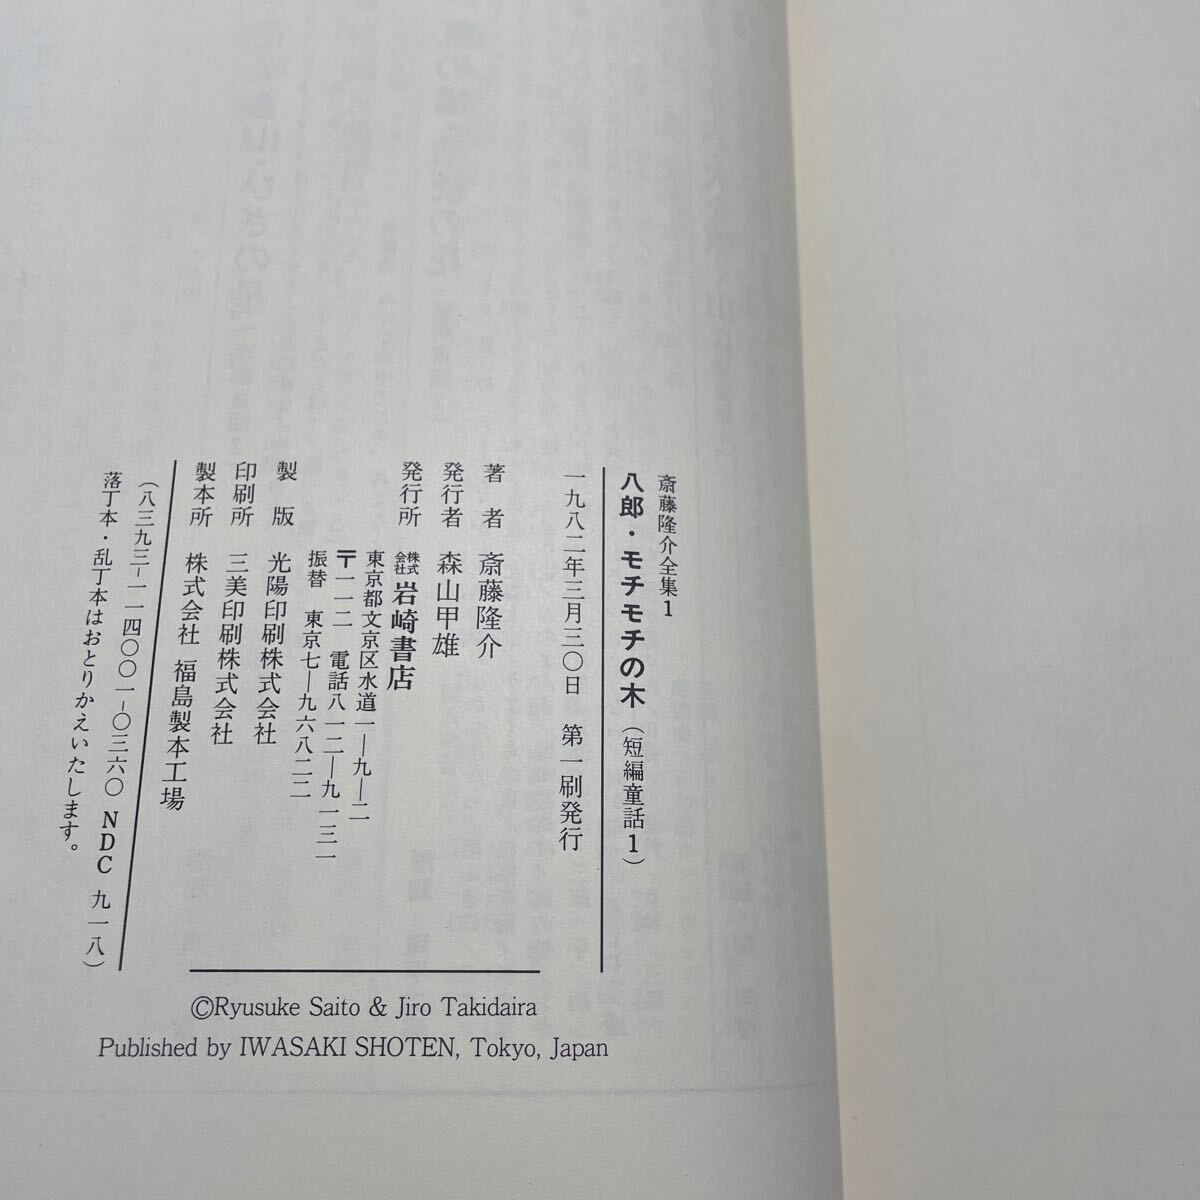 斎藤隆介全集1
八郎・モチモチの木（短編童話1）
一九八二年三月三〇日　第一刷発行
著　者　斎藤隆介
発行者　森山甲雄
発行所　株式会社岩崎書店
東京都文京区水道一―九―二
〒一一二　電話八一二―九一三一
振替　東京七―九六八二二
製　版　光陽印刷株式会社
印刷所　三美印刷株式会社
製本所　株式会社　福島製本工場
（八三九三―一一四〇〇一―〇三六〇　NDC　九一八）
落丁本・乱丁本はおとりかえいたします。
©Ryusuke Saito & Jiro Takidaira
Published by IWASAKI SHOTEN, Tokyo, Japan